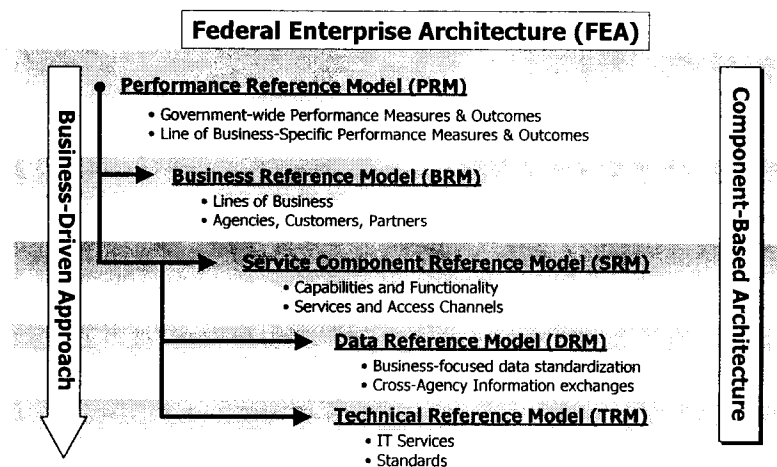 Federal Enterprise Architecture (FEA)
Business-Driven Approach
Performance Reference Model (PRM)
• Government-wide Performance Measures & Outcomes
• Line of Business-Specific Performance Measures & Outcomes
Business Reference Model (BRM)
• Lines of Business
• Agencies, Customers, Partners
Service Component Reference Model (SRM)
• Capabilities and Functionality
• Services and Access Channels
Data Reference Model (DRM)
• Business-focused data standardization
• Cross-Agency Information exchanges
Technical Reference Model (TRM)
• IT Services
• Standards
Component-Based Architecture